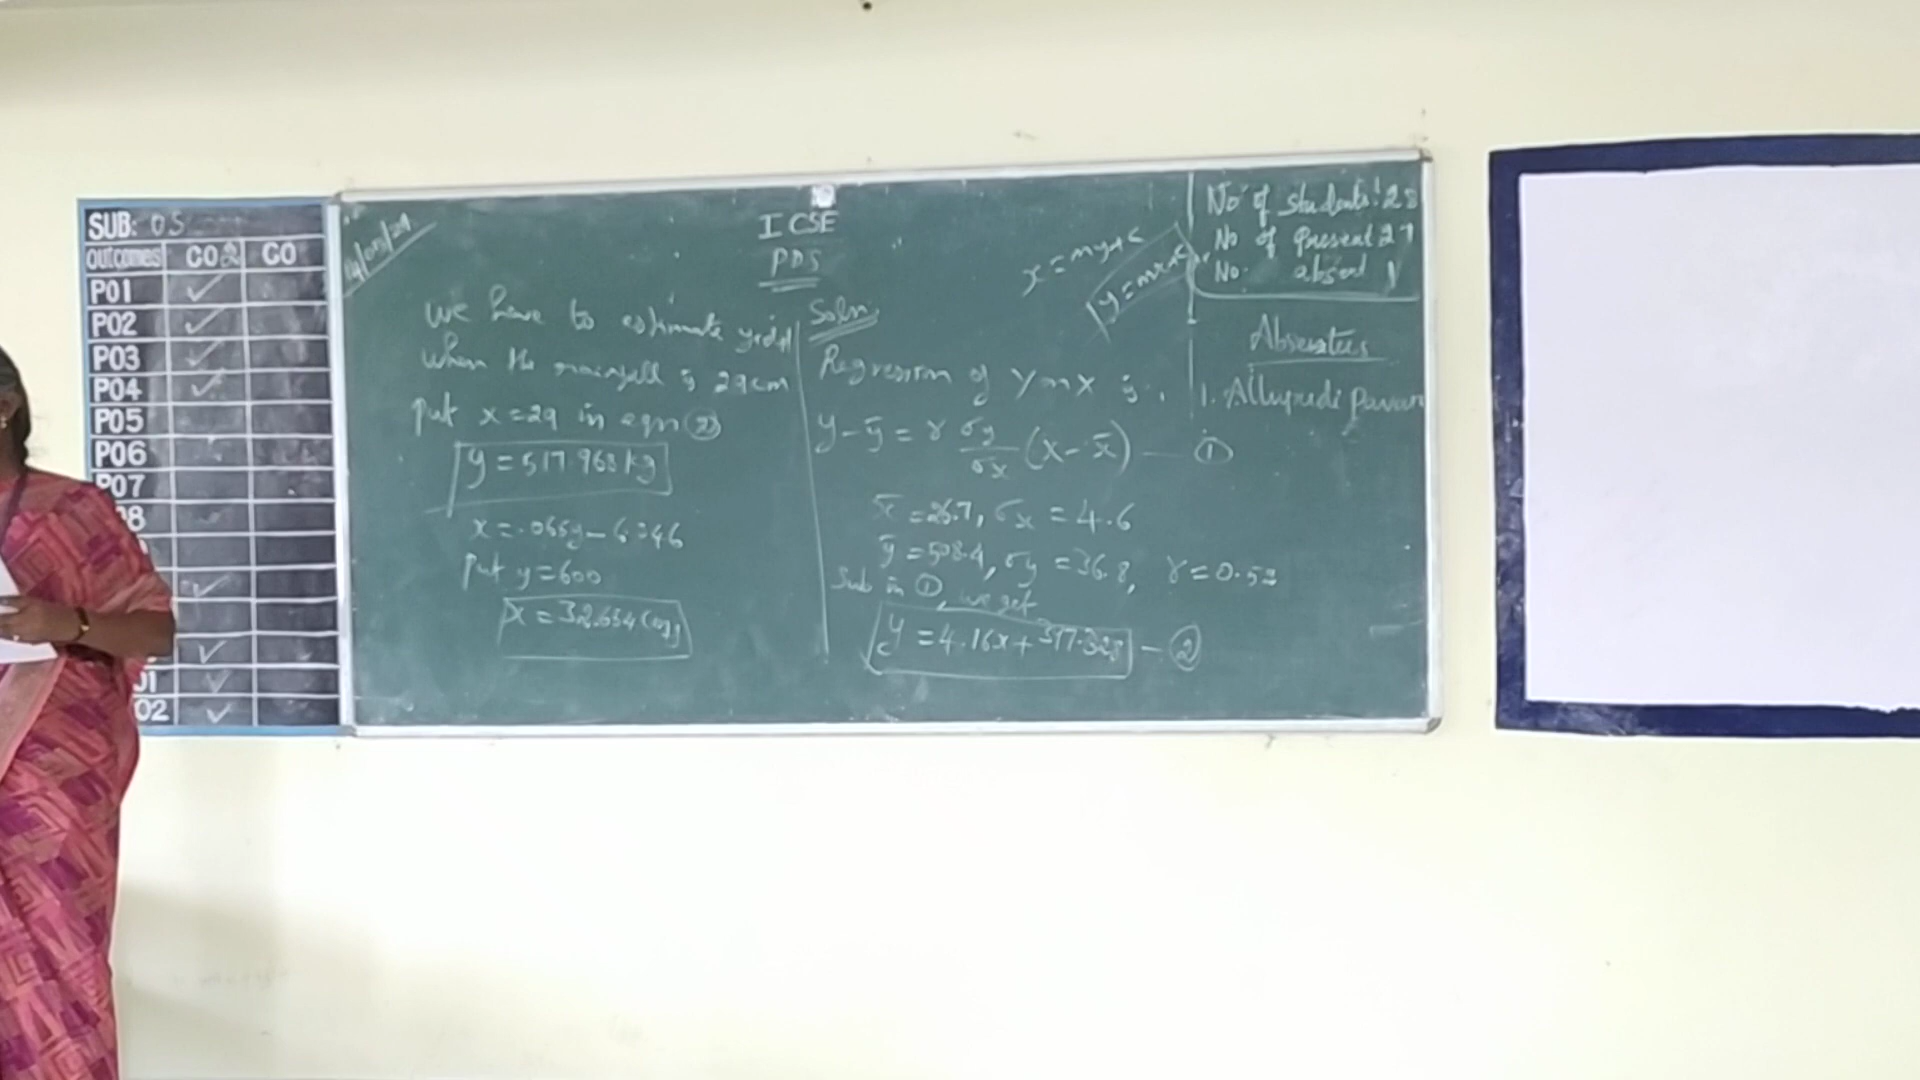 SUB: OS
outcomes CO2 CO
PO1
PO2
PO3
PO4
PO5
PO6
PO7
I CSE
PDS
we have to estimate yield
when the rainfall is 29cm
put x=29 in eqn ②
y = 517.968 kg
x = .065y - 6.346
Put y=600
x = 32.654 Cm
Soln:
x = my+c
y = mx+c
Regression of Y on X is
y-ȳ = r σy/σx (x-x̄) — ①
x̄ = 26.7, σx = 4.6
ȳ = 508.4, σy = 36.8, r = 0.52
Sub in ①, we get
y = 4.16x + 397.328 — ②
No of students: 28
No of Present 27
No. absent 1
Absentees
1. Allupudi Pavan